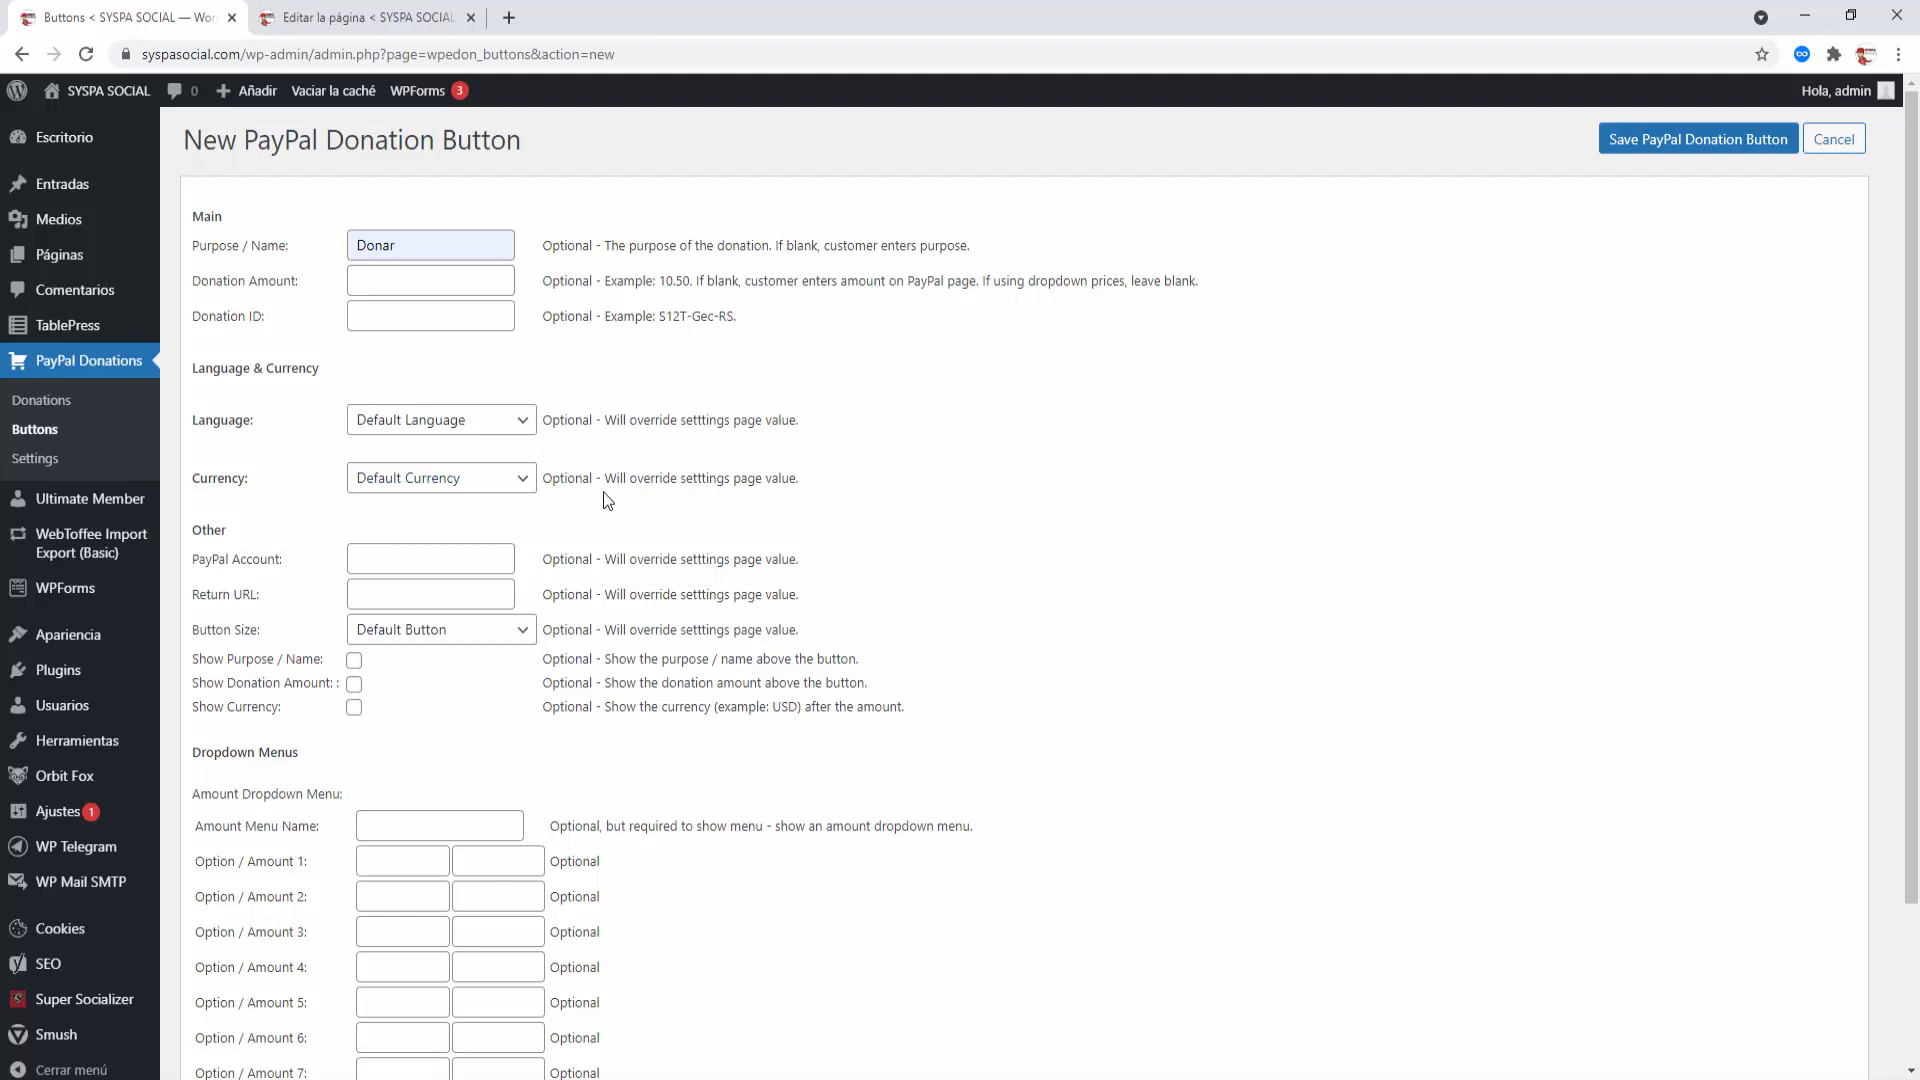 Buttons < SYSPA SOCIAL — Wor
Editar la página < SYSPA SOCIAL
syspasocial.com/wp-admin/admin.php?page=wpedon_buttons&action=new
SYSPA SOCIAL 0 Añadir Vaciar la caché WPForms 3
Hola, admin
Escritorio
Entradas
Medios
Páginas
Comentarios
TablePress
PayPal Donations
Donations
Buttons
Settings
Ultimate Member
WebToffee Import
Export (Basic)
WPForms
Apariencia
Plugins
Usuarios
Herramientas
Orbit Fox
Ajustes 1
WP Telegram
WP Mail SMTP
Cookies
SEO
Super Socializer
Smush
Cerrar menú
New PayPal Donation Button
Save PayPal Donation Button
Cancel
Main
Purpose / Name: Donar Optional - The purpose of the donation. If blank, customer enters purpose.
Donation Amount: Optional - Example: 10.50. If blank, customer enters amount on PayPal page. If using dropdown prices, leave blank.
Donation ID: Optional - Example: S12T-Gec-RS.
Language & Currency
Language: Default Language Optional - Will override setttings page value.
Currency: Default Currency Optional - Will override setttings page value.
Other
PayPal Account: Optional - Will override setttings page value.
Return URL: Optional - Will override setttings page value.
Button Size: Default Button Optional - Will override setttings page value.
Show Purpose / Name: Optional - Show the purpose / name above the button.
Show Donation Amount: : Optional - Show the donation amount above the button.
Show Currency: Optional - Show the currency (example: USD) after the amount.
Dropdown Menus
Amount Dropdown Menu:
Amount Menu Name: Optional, but required to show menu - show an amount dropdown menu.
Option / Amount 1: Optional
Option / Amount 2: Optional
Option / Amount 3: Optional
Option / Amount 4: Optional
Option / Amount 5: Optional
Option / Amount 6: Optional
Option / Amount 7: Optional